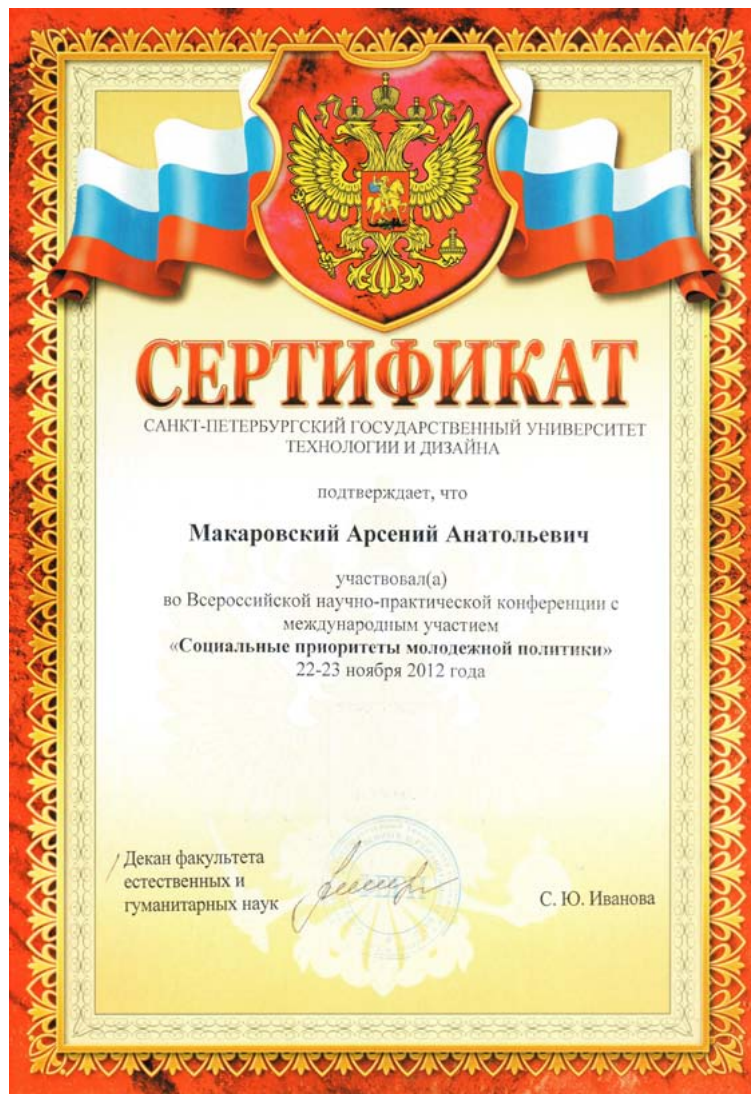 СЕРТИФИКАТ
САНКТ-ПЕТЕРБУРГСКИЙ ГОСУДАРСТВЕННЫЙ УНИВЕРСИТЕТ
ТЕХНОЛОГИИ И ДИЗАЙНА
подтверждает, что
Макаровский Арсений Анатольевич
участвовал(а)
во Всероссийской научно-практической конференции с
международным участием
«Социальные приоритеты молодежной политики»
22-23 ноября 2012 года
Декан факультета
естественных и
гуманитарных наук
С. Ю. Иванова